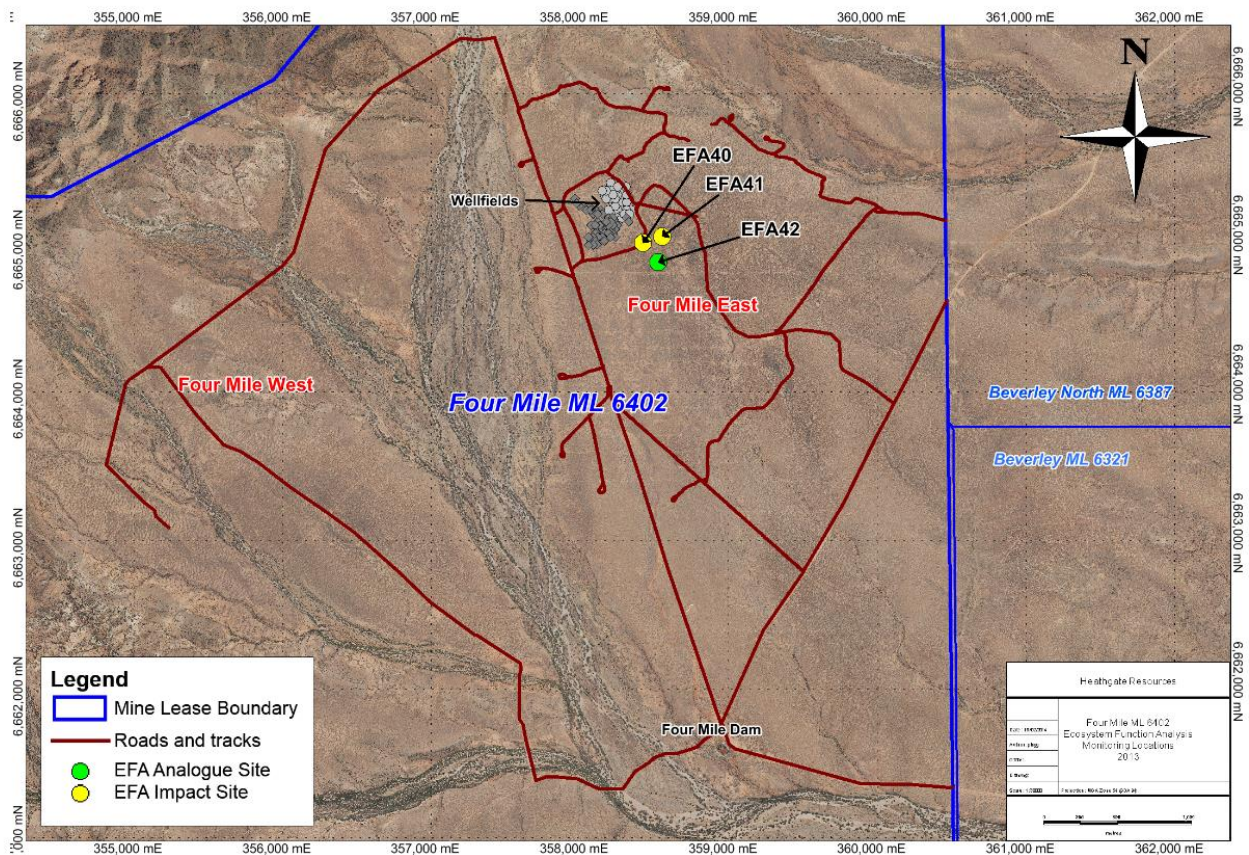 355,000 mE
356,000 mE
357,000 mE
358,000 mE
359,000 mE
360,000 mE
361,000 mE
362,000 mE
N
6,666,000 mN
6,666,000 mN
EFA40
EFA41
Wellfields
EFA42
6,665,000 mN
6,665,000 mN
Four Mile East
Four Mile West
Four Mile ML 6402
Beverley North ML 6387
6,664,000 mN
6,664,000 mN
Beverley ML 6321
6,663,000 mN
6,663,000 mN
Legend
Mine Lease Boundary
Roads and tracks
EFA Analogue Site
EFA Impact Site
Four Mile Dam
6,662,000 mN
6,662,000 mN
Heathgate Resources
Four Mile ML 6402
Ecosystem Function Analysis
Monitoring Locations
2013
,000 mN
355,000 mE
356,000 mE
357,000 mE
358,000 mE
359,000 mE
360,000 mE
361,000 mE
362,000 mE